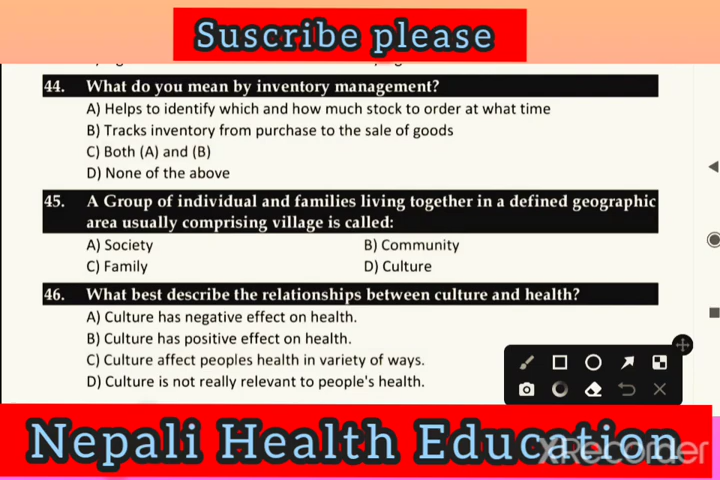 Suscribe please
44. What do you mean by inventory management?
A) Helps to identify which and how much stock to order at what time
B) Tracks inventory from purchase to the sale of goods
C) Both (A) and (B)
D) None of the above
45. A Group of individual and families living together in a defined geographic
area usually comprising village is called:
A) Society B) Community
C) Family D) Culture
46. What best describe the relationships between culture and health?
A) Culture has negative effect on health.
B) Culture has positive effect on health.
C) Culture affect peoples health in variety of ways.
D) Culture is not really relevant to people's health.
Nepali Health Education
XRecorder